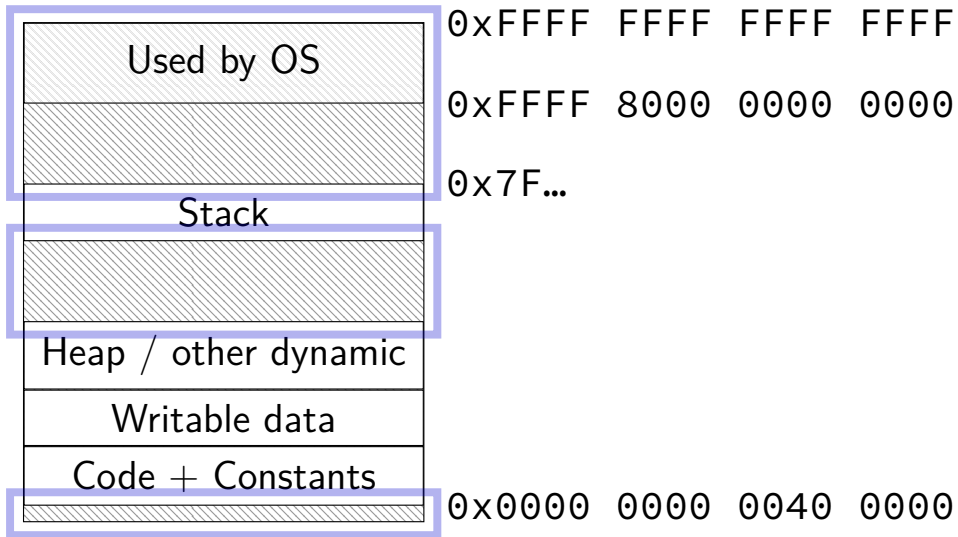 Used by OS
0xFFFF FFFF FFFF FFFF
0xFFFF 8000 0000 0000
0x7F…
Stack
Heap / other dynamic
Writable data
Code + Constants
0x0000 0000 0040 0000